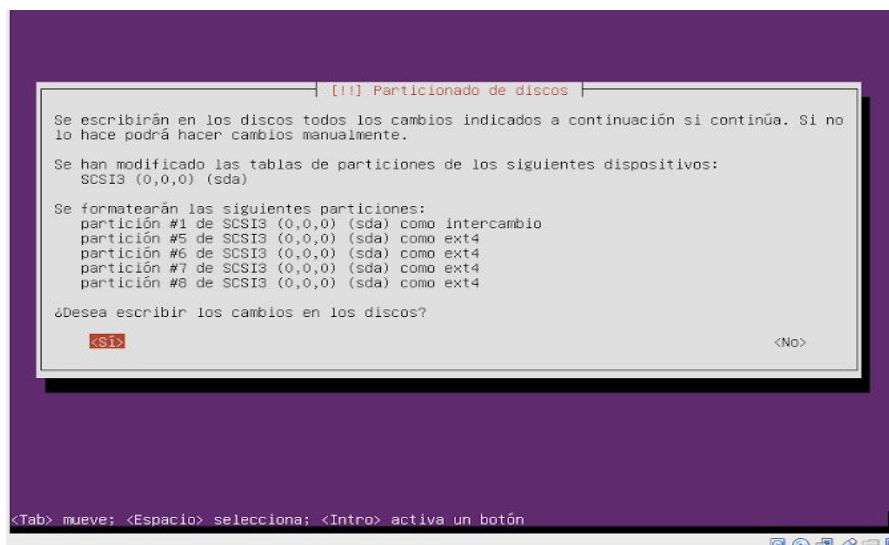 [!!] Particionado de discos
Se escribirán en los discos todos los cambios indicados a continuación si continúa. Si no
lo hace podrá hacer cambios manualmente.
Se han modificado las tablas de particiones de los siguientes dispositivos:
SCSI3 (0,0,0) (sda)
Se formatearán las siguientes particiones:
partición #1 de SCSI3 (0,0,0) (sda) como intercambio
partición #5 de SCSI3 (0,0,0) (sda) como ext4
partición #6 de SCSI3 (0,0,0) (sda) como ext4
partición #7 de SCSI3 (0,0,0) (sda) como ext4
partición #8 de SCSI3 (0,0,0) (sda) como ext4
¿Desea escribir los cambios en los discos?
<Sí> <No>
<Tab> mueve; <Espacio> selecciona; <Intro> activa un botón